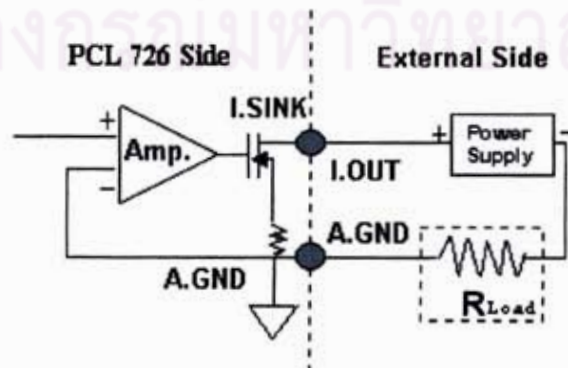 PCL 726 Side
External Side
I.SINK
+
Amp.
−
I.OUT
+
Power
Supply
−
A.GND
A.GND
RLoad